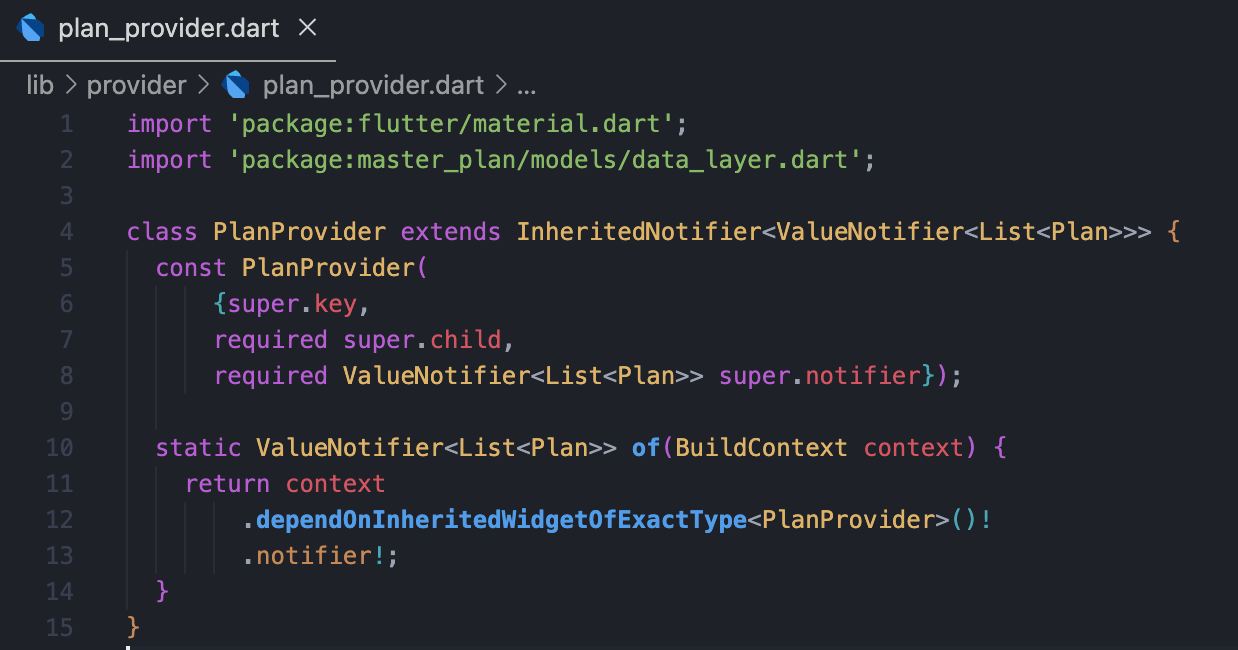 plan_provider.dart ×
lib > provider > plan_provider.dart > ...
1 import 'package:flutter/material.dart';
2 import 'package:master_plan/models/data_layer.dart';
3
4 class PlanProvider extends InheritedNotifier<ValueNotifier<List<Plan>>> {
5   const PlanProvider(
6       {super.key,
7       required super.child,
8       required ValueNotifier<List<Plan>> super.notifier});
9
10   static ValueNotifier<List<Plan>> of(BuildContext context) {
11     return context
12         .dependOnInheritedWidgetOfExactType<PlanProvider>()!
13         .notifier!;
14   }
15 }